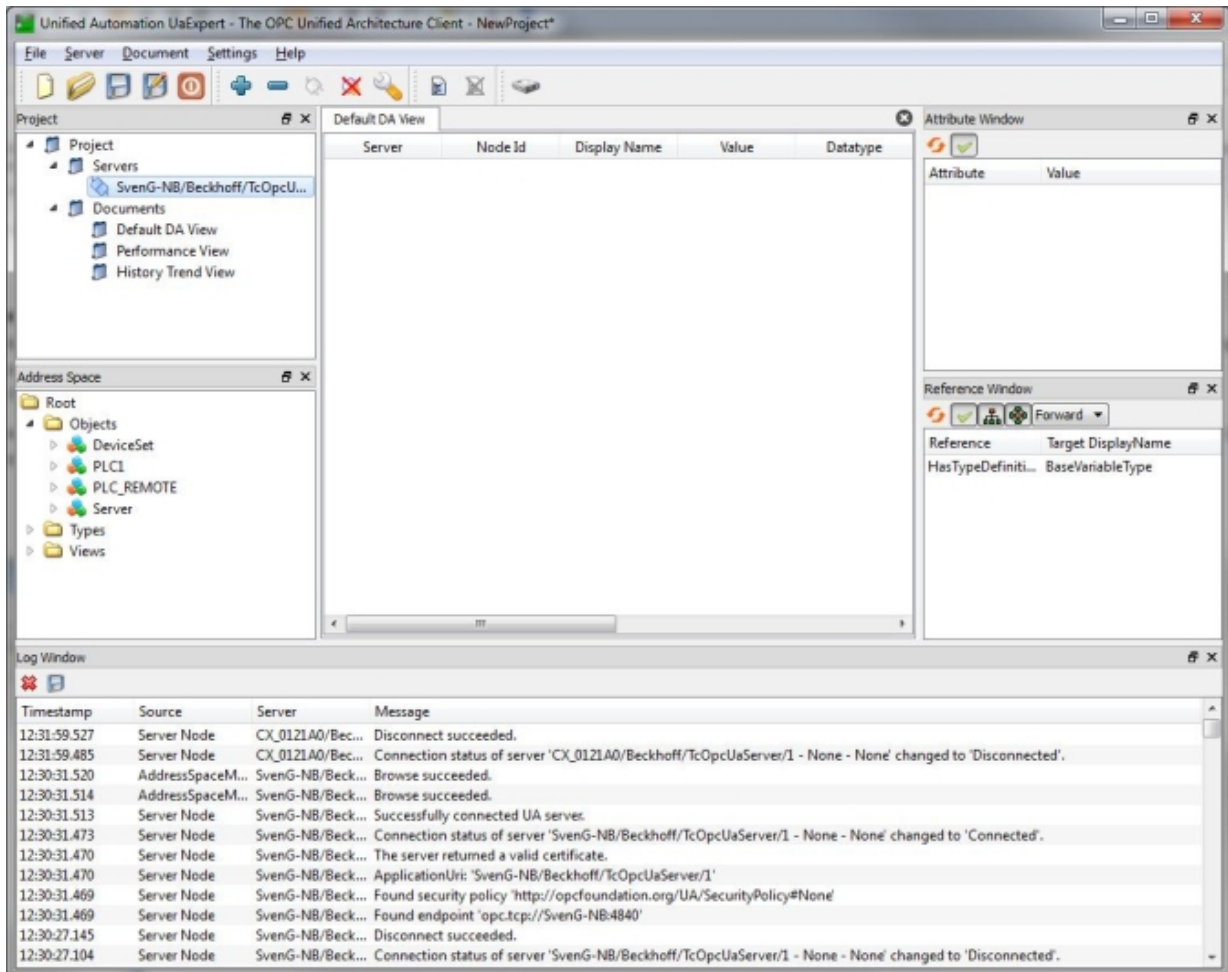 Unified Automation UaExpert - The OPC Unified Architecture Client - NewProject*
File Server Document Settings Help
Project
Project
Servers
SvenG-NB/Beckhoff/TcOpcU...
Documents
Default DA View
Performance View
History Trend View
Address Space
Root
Objects
DeviceSet
PLC1
PLC_REMOTE
Server
Types
Views
Default DA View
Server Node Id Display Name Value Datatype
Attribute Window
Attribute Value
Reference Window
Forward
Reference Target DisplayName
HasTypeDefiniti... BaseVariableType
Log Window
Timestamp Source Server Message
12:31:59.527 Server Node CX_0121A0/Bec... Disconnect succeeded.
12:31:59.485 Server Node CX_0121A0/Bec... Connection status of server 'CX_0121A0/Beckhoff/TcOpcUaServer/1 - None - None' changed to 'Disconnected'.
12:30:31.520 AddressSpaceM... SvenG-NB/Beck... Browse succeeded.
12:30:31.514 AddressSpaceM... SvenG-NB/Beck... Browse succeeded.
12:30:31.513 Server Node SvenG-NB/Beck... Successfully connected UA server.
12:30:31.473 Server Node SvenG-NB/Beck... Connection status of server 'SvenG-NB/Beckhoff/TcOpcUaServer/1 - None - None' changed to 'Connected'.
12:30:31.470 Server Node SvenG-NB/Beck... The server returned a valid certificate.
12:30:31.470 Server Node SvenG-NB/Beck... ApplicationUri: 'SvenG-NB/Beckhoff/TcOpcUaServer/1'
12:30:31.469 Server Node SvenG-NB/Beck... Found security policy 'http://opcfoundation.org/UA/SecurityPolicy#None'
12:30:31.469 Server Node SvenG-NB/Beck... Found endpoint 'opc.tcp://SvenG-NB:4840'
12:30:27.145 Server Node SvenG-NB/Beck... Disconnect succeeded.
12:30:27.104 Server Node SvenG-NB/Beck... Connection status of server 'SvenG-NB/Beckhoff/TcOpcUaServer/1 - None - None' changed to 'Disconnected'.